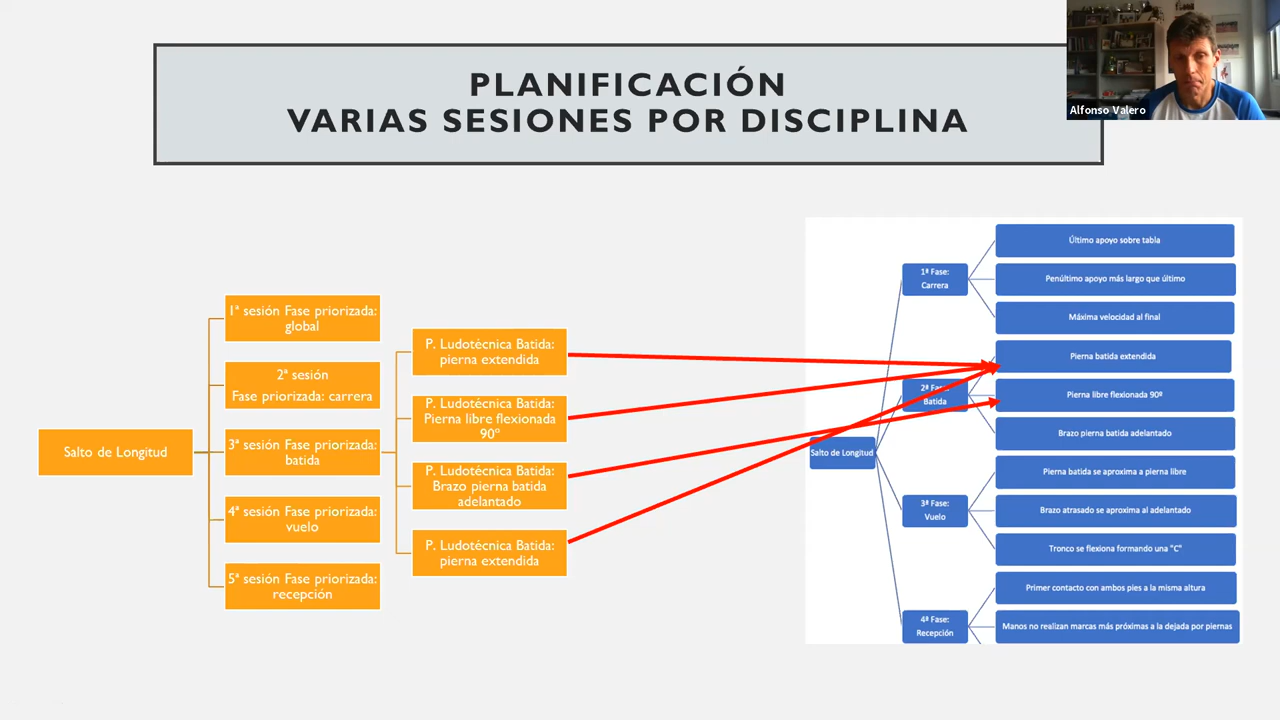 PLANIFICACIÓN
VARIAS SESIONES POR DISCIPLINA
Alfonso Valero
Salto de Longitud
1ª sesión Fase priorizada:
global
2ª sesión
Fase priorizada: carrera
3ª sesión Fase priorizada:
batida
4ª sesión Fase priorizada:
vuelo
5ª sesión Fase priorizada:
recepción
P. Ludotécnica Batida:
pierna extendida
P. Ludotécnica Batida:
Pierna libre flexionada
90º
P. Ludotécnica Batida:
Brazo pierna batida
adelantado
P. Ludotécnica Batida:
pierna extendida
Salto de Longitud
1ª Fase:
Carrera
Último apoyo sobre tabla
Penúltimo apoyo más largo que último
Máxima velocidad al final
2ª Fase:
Batida
Pierna batida extendida
Pierna libre flexionada 90º
Brazo pierna batida adelantado
3ª Fase:
Vuelo
Pierna batida se aproxima a pierna libre
Brazo atrasado se aproxima al adelantado
Tronco se flexiona formando una "C"
4ª Fase:
Recepción
Primer contacto con ambos pies a la misma altura
Manos no realizan marcas más próximas a la dejada por piernas